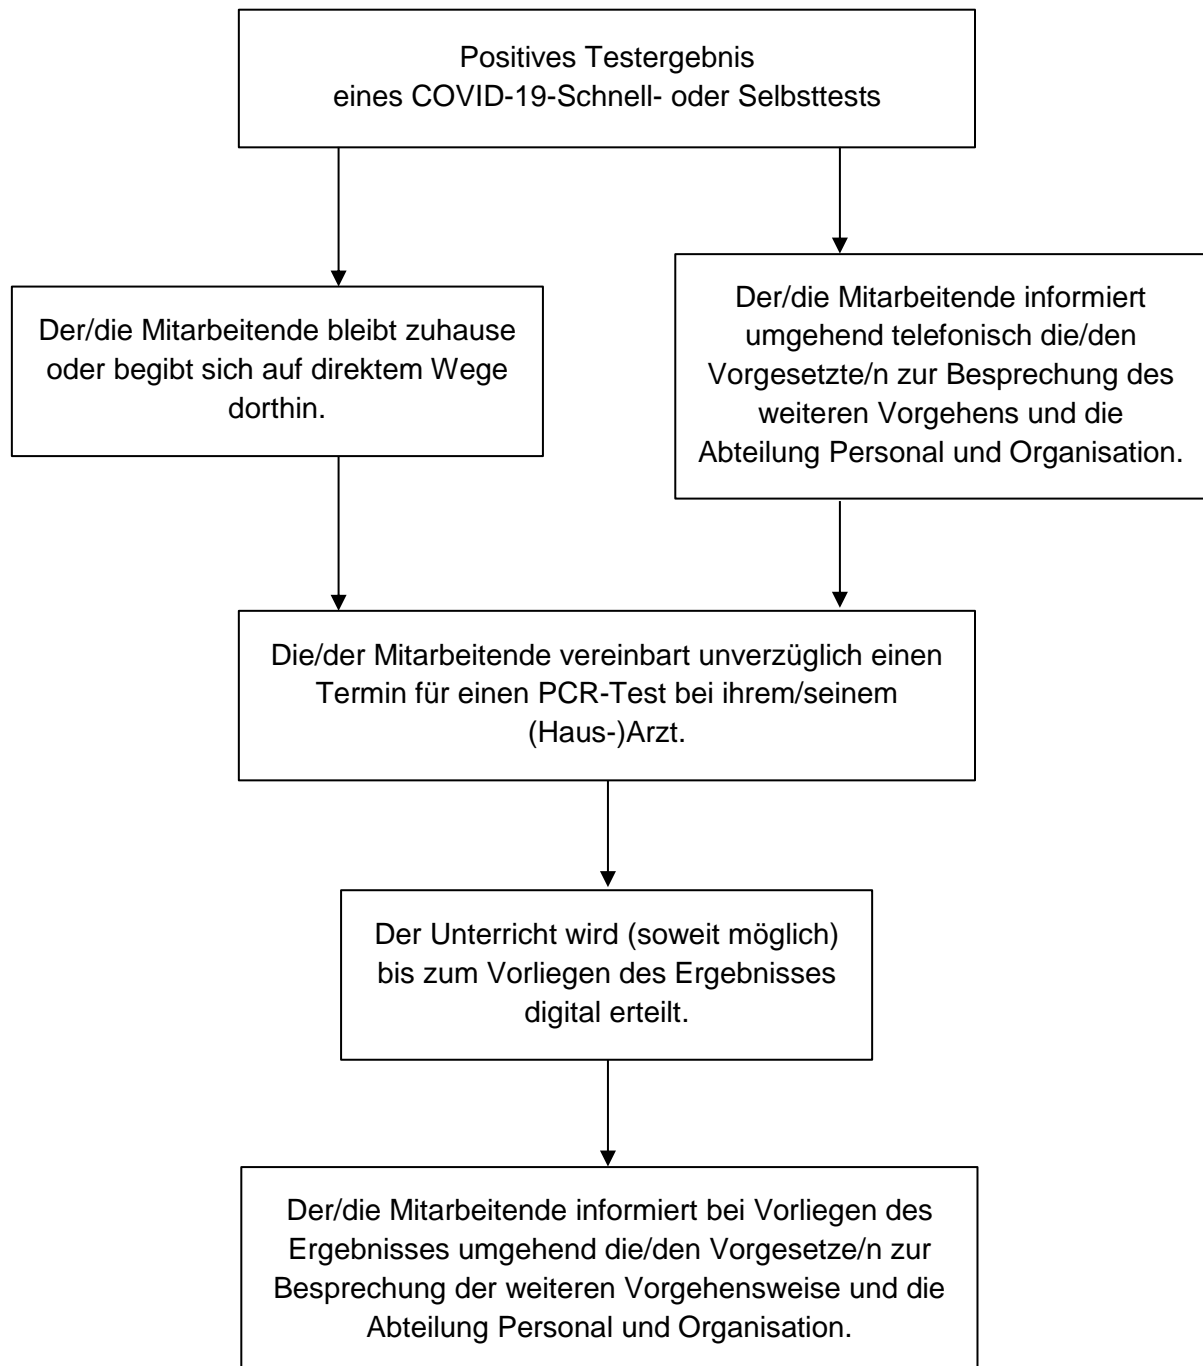 Positives Testergebnis
eines COVID-19-Schnell- oder Selbsttests
Der/die Mitarbeitende bleibt zuhause
oder begibt sich auf direktem Wege
dorthin.
Der/die Mitarbeitende informiert
umgehend telefonisch die/den
Vorgesetzte/n zur Besprechung des
weiteren Vorgehens und die
Abteilung Personal und Organisation.
Die/der Mitarbeitende vereinbart unverzüglich einen
Termin für einen PCR-Test bei ihrem/seinem
(Haus-)Arzt.
Der Unterricht wird (soweit möglich)
bis zum Vorliegen des Ergebnisses
digital erteilt.
Der/die Mitarbeitende informiert bei Vorliegen des
Ergebnisses umgehend die/den Vorgesetze/n zur
Besprechung der weiteren Vorgehensweise und die
Abteilung Personal und Organisation.